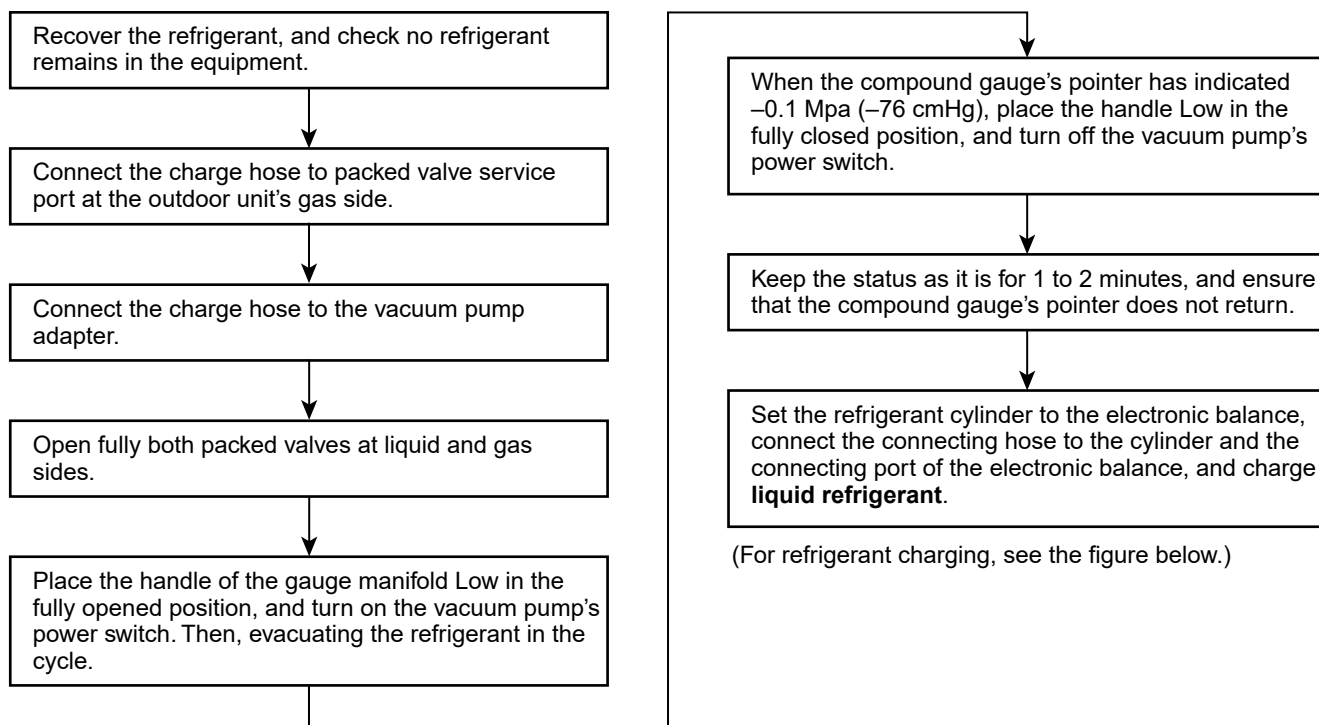 Recover the refrigerant, and check no refrigerant
remains in the equipment.
Connect the charge hose to packed valve service
port at the outdoor unit's gas side.
Connect the charge hose to the vacuum pump
adapter.
Open fully both packed valves at liquid and gas
sides.
Place the handle of the gauge manifold Low in the
fully opened position, and turn on the vacuum pump's
power switch. Then, evacuating the refrigerant in the
cycle.
When the compound gauge's pointer has indicated
–0.1 Mpa (–76 cmHg), place the handle Low in the
fully closed position, and turn off the vacuum pump's
power switch.
Keep the status as it is for 1 to 2 minutes, and ensure
that the compound gauge's pointer does not return.
Set the refrigerant cylinder to the electronic balance,
connect the connecting hose to the cylinder and the
connecting port of the electronic balance, and charge
liquid refrigerant.
(For refrigerant charging, see the figure below.)